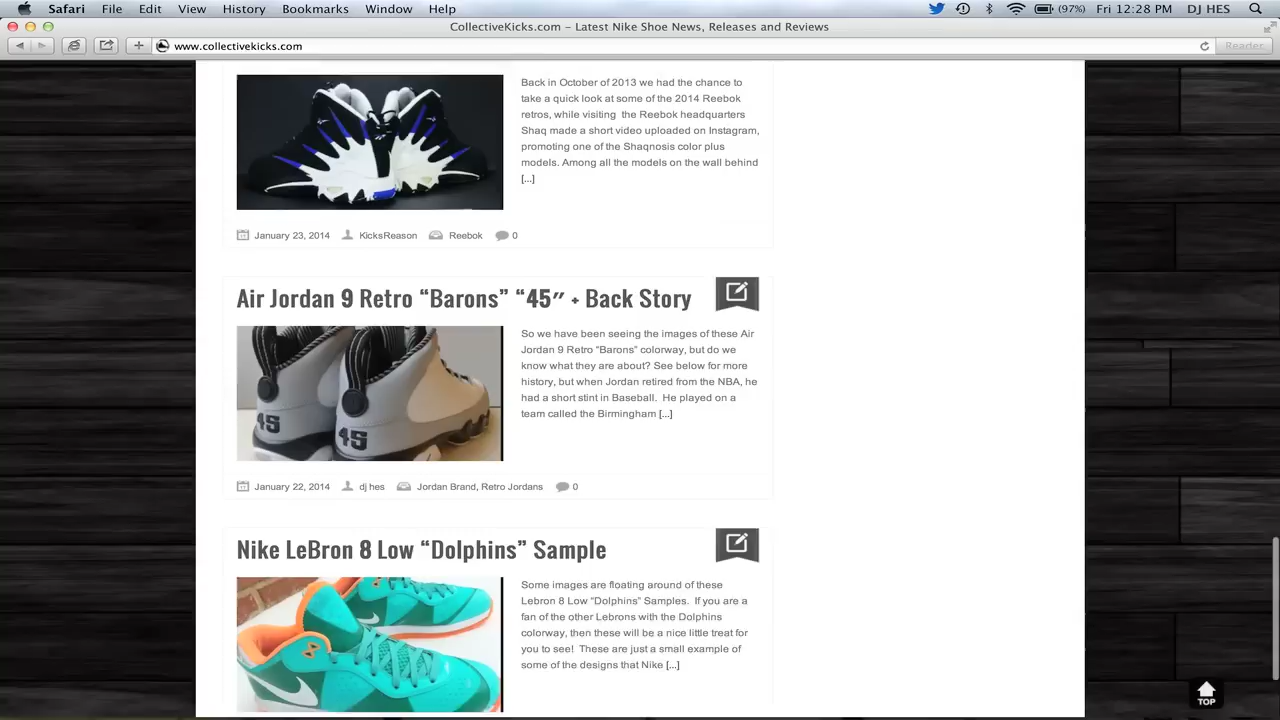 Safari File Edit View History Bookmarks Window Help (97%) Fri 12:28 PM DJ HES
CollectiveKicks.com – Latest Nike Shoe News, Releases and Reviews
www.collectivekicks.com Reader
Back in October of 2013 we had the chance to
take a quick look at some of the 2014 Reebok
retros, while visiting the Reebok headquarters
Shaq made a short video uploaded on Instagram,
promoting one of the Shaqnosis color plus
models. Among all the models on the wall behind
[...]
January 23, 2014 KicksReason Reebok 0
Air Jordan 9 Retro “Barons” “45″ + Back Story
So we have been seeing the images of these Air
Jordan 9 Retro “Barons” colorway, but do we
know what they are about? See below for more
history, but when Jordan retired from the NBA, he
had a short stint in Baseball. He played on a
team called the Birmingham [...]
45
45
January 22, 2014 dj hes Jordan Brand, Retro Jordans 0
Nike LeBron 8 Low “Dolphins” Sample
Some images are floating around of these
Lebron 8 Low “Dolphins” Samples. If you are a
fan of the other Lebrons with the Dolphins
colorway, then these will be a nice little treat for
you to see! These are just a small example of
some of the designs that Nike [...]
TOP